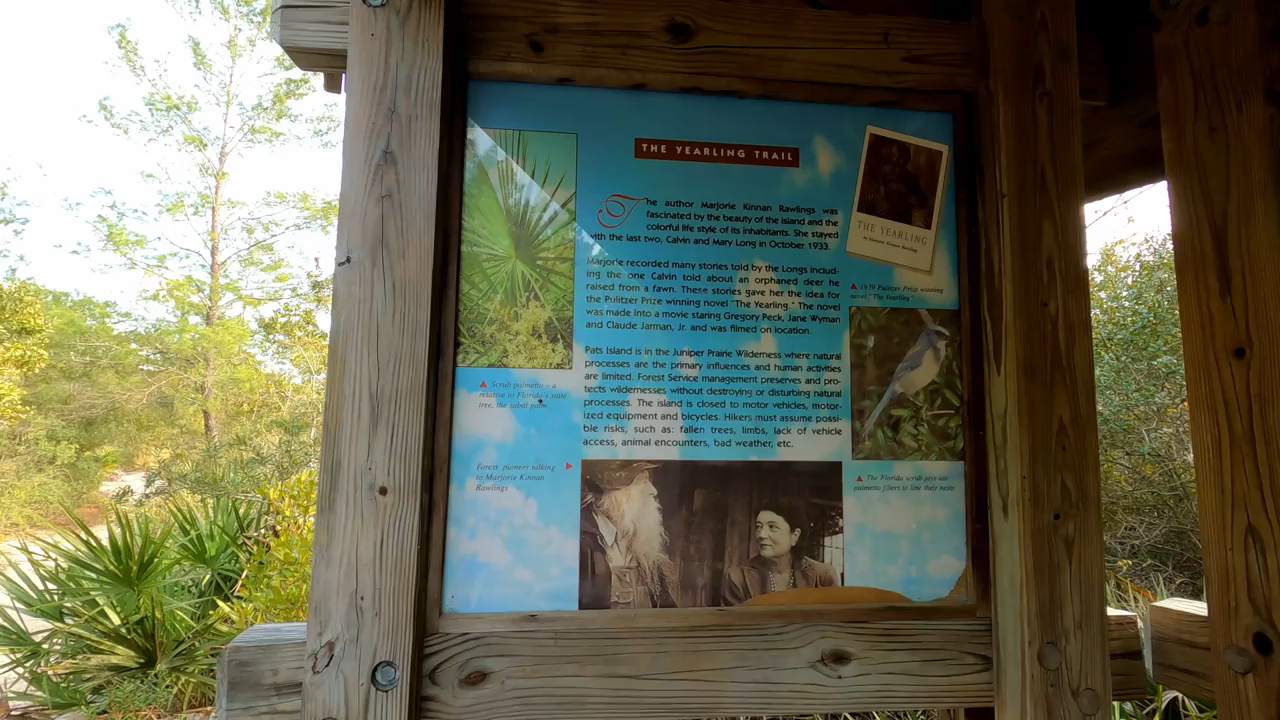 THE YEARLING TRAIL
The author Marjorie Kinnan Rawlings was
fascinated by the beauty of the island and the
colorful life style of its inhabitants. She stayed
with the last two, Calvin and Mary Long in October 1933.
Marjorie recorded many stories told by the Longs includ-
ing the one Calvin told about an orphaned deer he
raised from a fawn. These stories gave her the idea for
the Pulitzer Prize winning novel "The Yearling." The novel
was made into a movie staring Gregory Peck, Jane Wyman
and Claude Jarman, Jr. and was filmed on location.
Pats Island is in the Juniper Prairie Wilderness where natural
processes are the primary influences and human activities
are limited. Forest Service management preserves and pro-
tects wildernesses without destroying or disturbing natural
processes. The island is closed to motor vehicles, motor-
ized equipment and bicycles. Hikers must assume possi-
ble risks, such as: fallen trees, limbs, lack of vehicle
access, animal encounters, bad weather, etc.
THE YEARLING
by Marjorie Kinnan Rawlings
1939 Pulitzer Prize winning
novel "The Yearling"
Scrub palmetto – a
relative to Florida's state
tree, the sabal palm
Forest pioneer talking
to Marjorie Kinnan
Rawlings
The Florida scrub jays use
palmetto fibers to line their nests